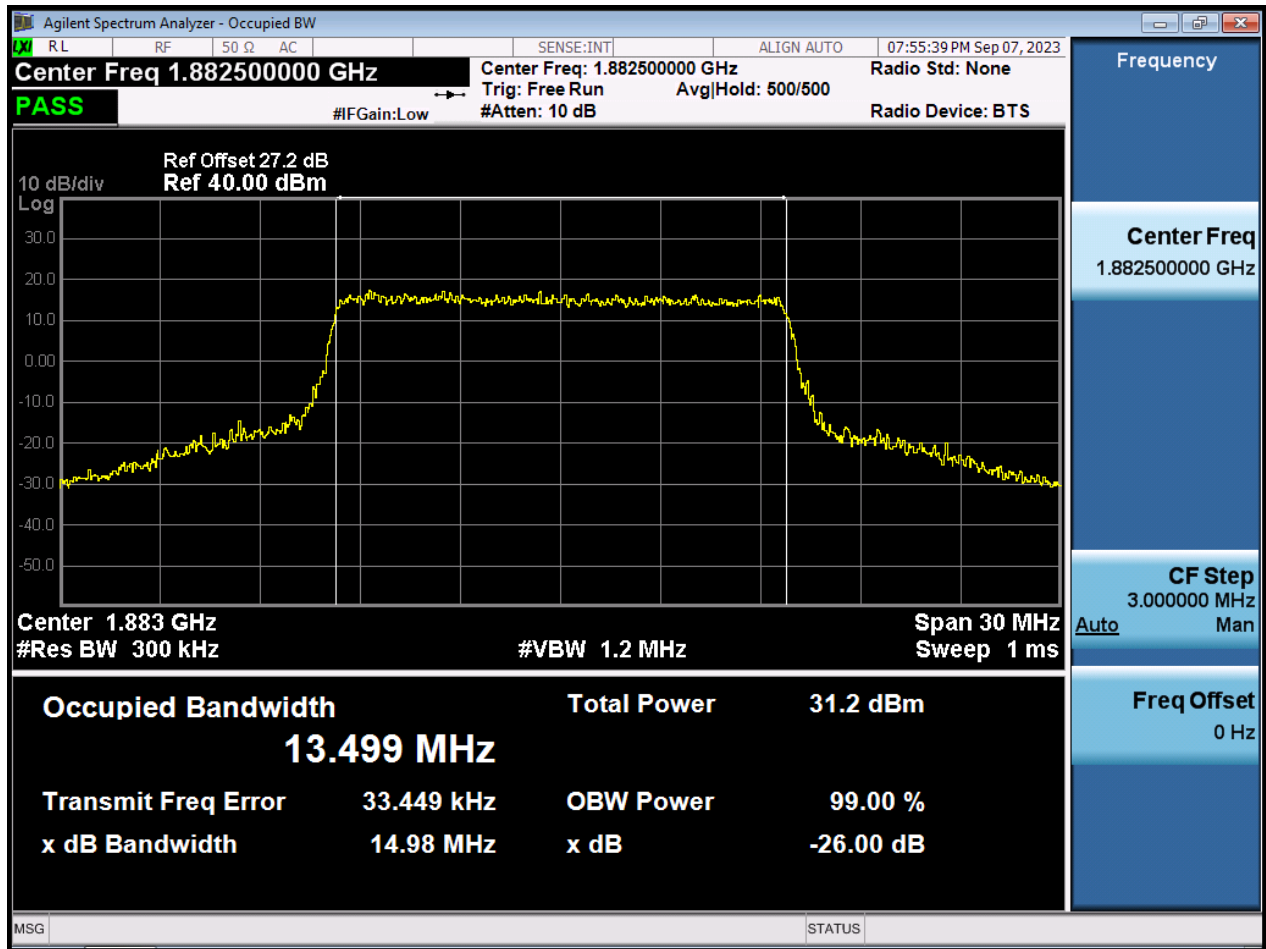 Agilent Spectrum Analyzer - Occupied BW
LXI RL RF 50 Ω AC SENSE:INT ALIGN AUTO 07:55:39 PM Sep 07, 2023
Center Freq 1.882500000 GHz
Center Freq: 1.882500000 GHz Radio Std: None
Trig: Free Run Avg|Hold: 500/500
PASS
#IFGain:Low #Atten: 10 dB Radio Device: BTS
Ref Offset 27.2 dB
10 dB/div Ref 40.00 dBm
Log
30.0
20.0
10.0
0.00
-10.0
-20.0
-30.0
-40.0
-50.0
Center 1.883 GHz Span 30 MHz
#Res BW 300 kHz #VBW 1.2 MHz Sweep 1 ms
Occupied Bandwidth Total Power 31.2 dBm
13.499 MHz
Transmit Freq Error 33.449 kHz OBW Power 99.00 %
x dB Bandwidth 14.98 MHz x dB -26.00 dB
MSG STATUS
Frequency
Center Freq
1.882500000 GHz
CF Step
3.000000 MHz
Auto Man
Freq Offset
0 Hz